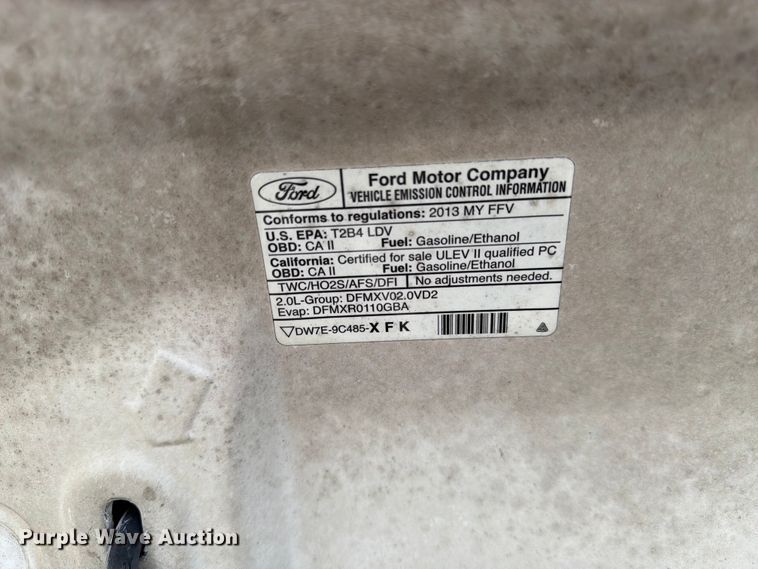 Ford
Ford Motor Company
VEHICLE EMISSION CONTROL INFORMATION
Conforms to regulations: 2013 MY FFV
U.S. EPA: T2B4 LDV
OBD: CA II Fuel: Gasoline/Ethanol
California: Certified for sale ULEV II qualified PC
OBD: CA II Fuel: Gasoline/Ethanol
TWC/HO2S/AFS/DFI No adjustments needed.
2.0L-Group: DFMXV02.0VD2
Evap: DFMXR0110GBA
DW7E-9C485-X F K
Purple Wave Auction